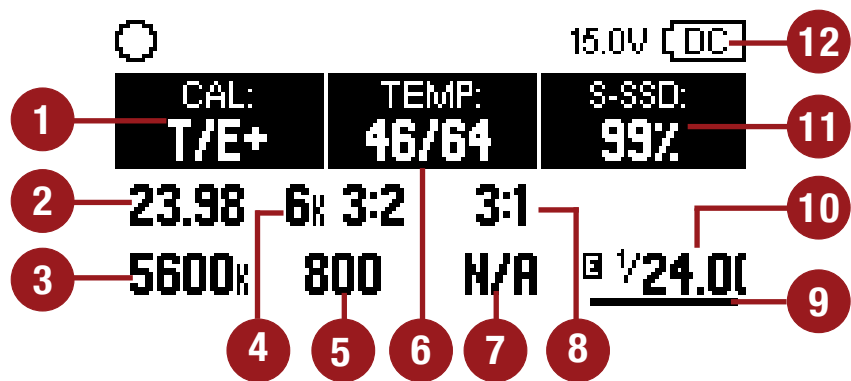 15.0V DC 12
CAL: TEMP: S-SSD:
1 T/E+ 46/64 99% 11
2 23.98 6K 3:2 3:1 10
3 5600K 800 N/A E 1/24.00 9
4 5 6 7 8